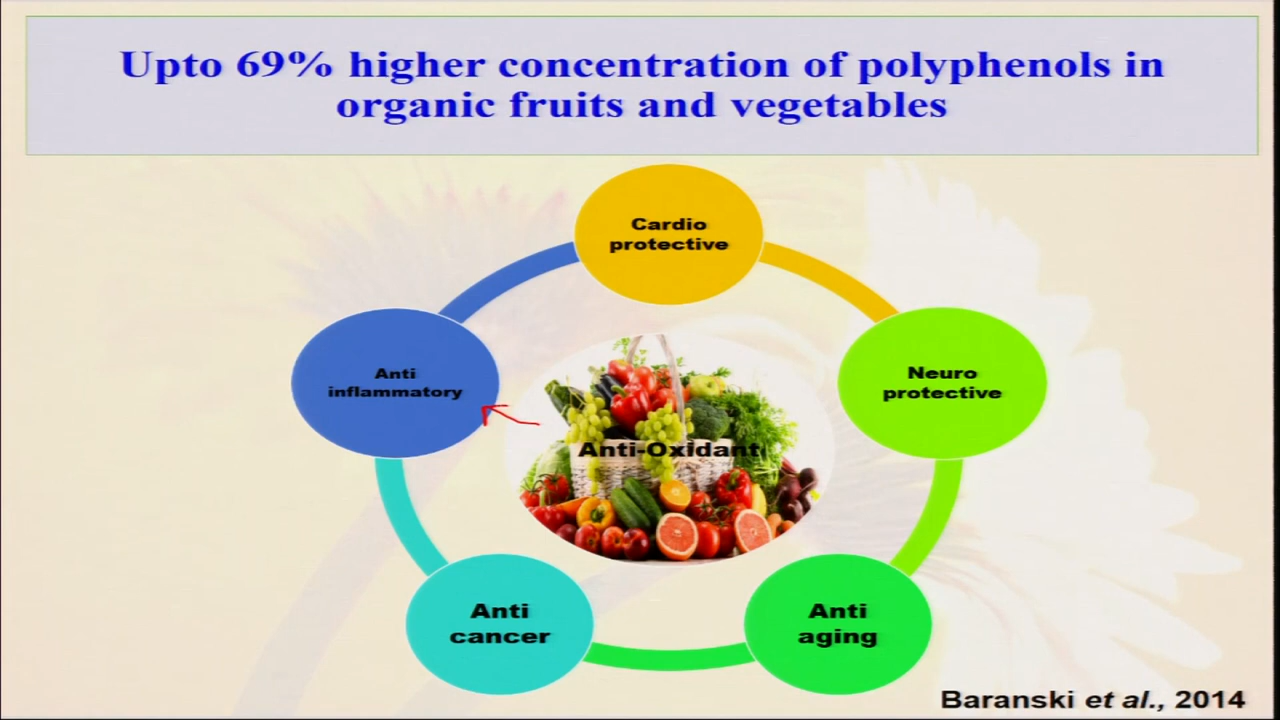 Upto 69% higher concentration of polyphenols in
organic fruits and vegetables
Cardio
protective
Anti
inflammatory
Neuro
protective
Anti-Oxidant
Anti
cancer
Anti
aging
Baranski et al., 2014